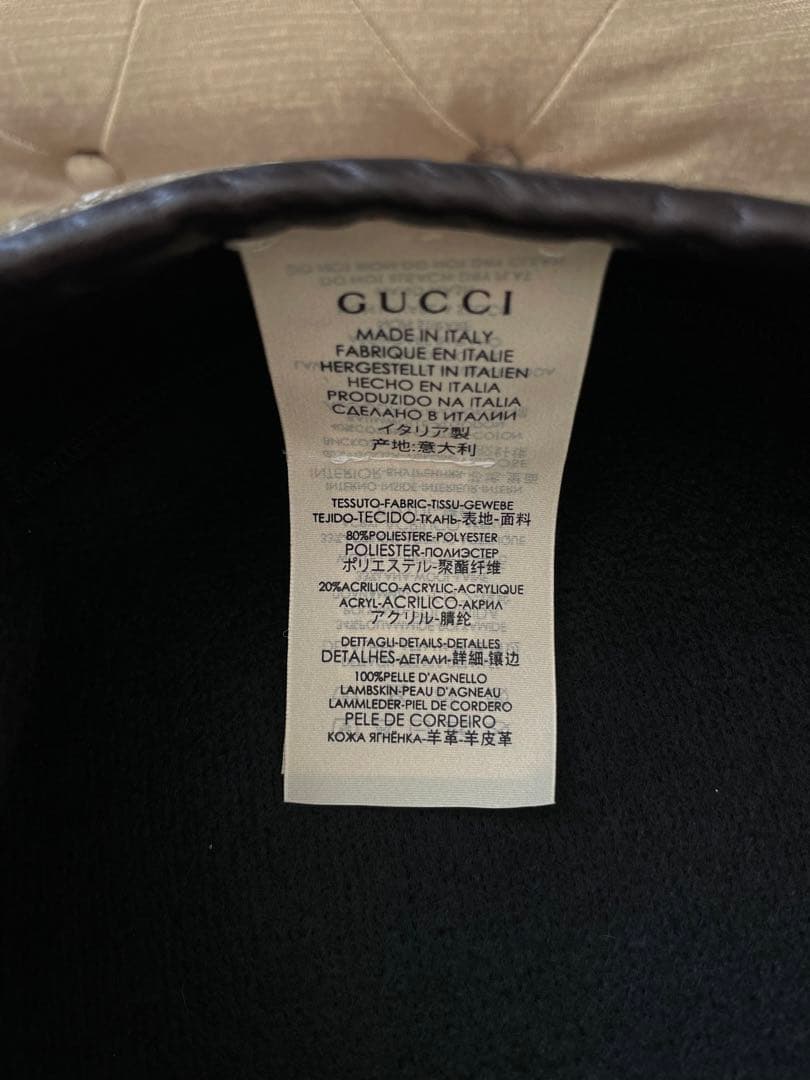 GUCCI
MADE IN ITALY
FABRIQUE EN ITALIE
HERGESTELLT IN ITALIEN
HECHO EN ITALIA
PRODUZIDO NA ITALIA
СДЕЛАНО В ИТАЛИИ
イタリア製
产地:意大利
TESSUTO-FABRIC-TISSU-GEWEBE
TEJIDO-TECIDO-ТКАНЬ-表地-面料
80%POLIESTERE-POLYESTER
POLIESTER-ПОЛИЭСТЕР
ポリエステル-聚酯纤维
20%ACRILICO-ACRYLIC-ACRYLIQUE
ACRYL-ACRILICO-АКРИЛ
アクリル-腈纶
DETTAGLI-DETAILS-DETALLES
DETALHES-ДЕТАЛИ-詳細-镶边
100%PELLE D'AGNELLO
LAMBSKIN-PEAU D'AGNEAU
LAMMLEDER-PIEL DE CORDERO
PELE DE CORDEIRO
КОЖА ЯГНЁНКА-羊革-羊皮革